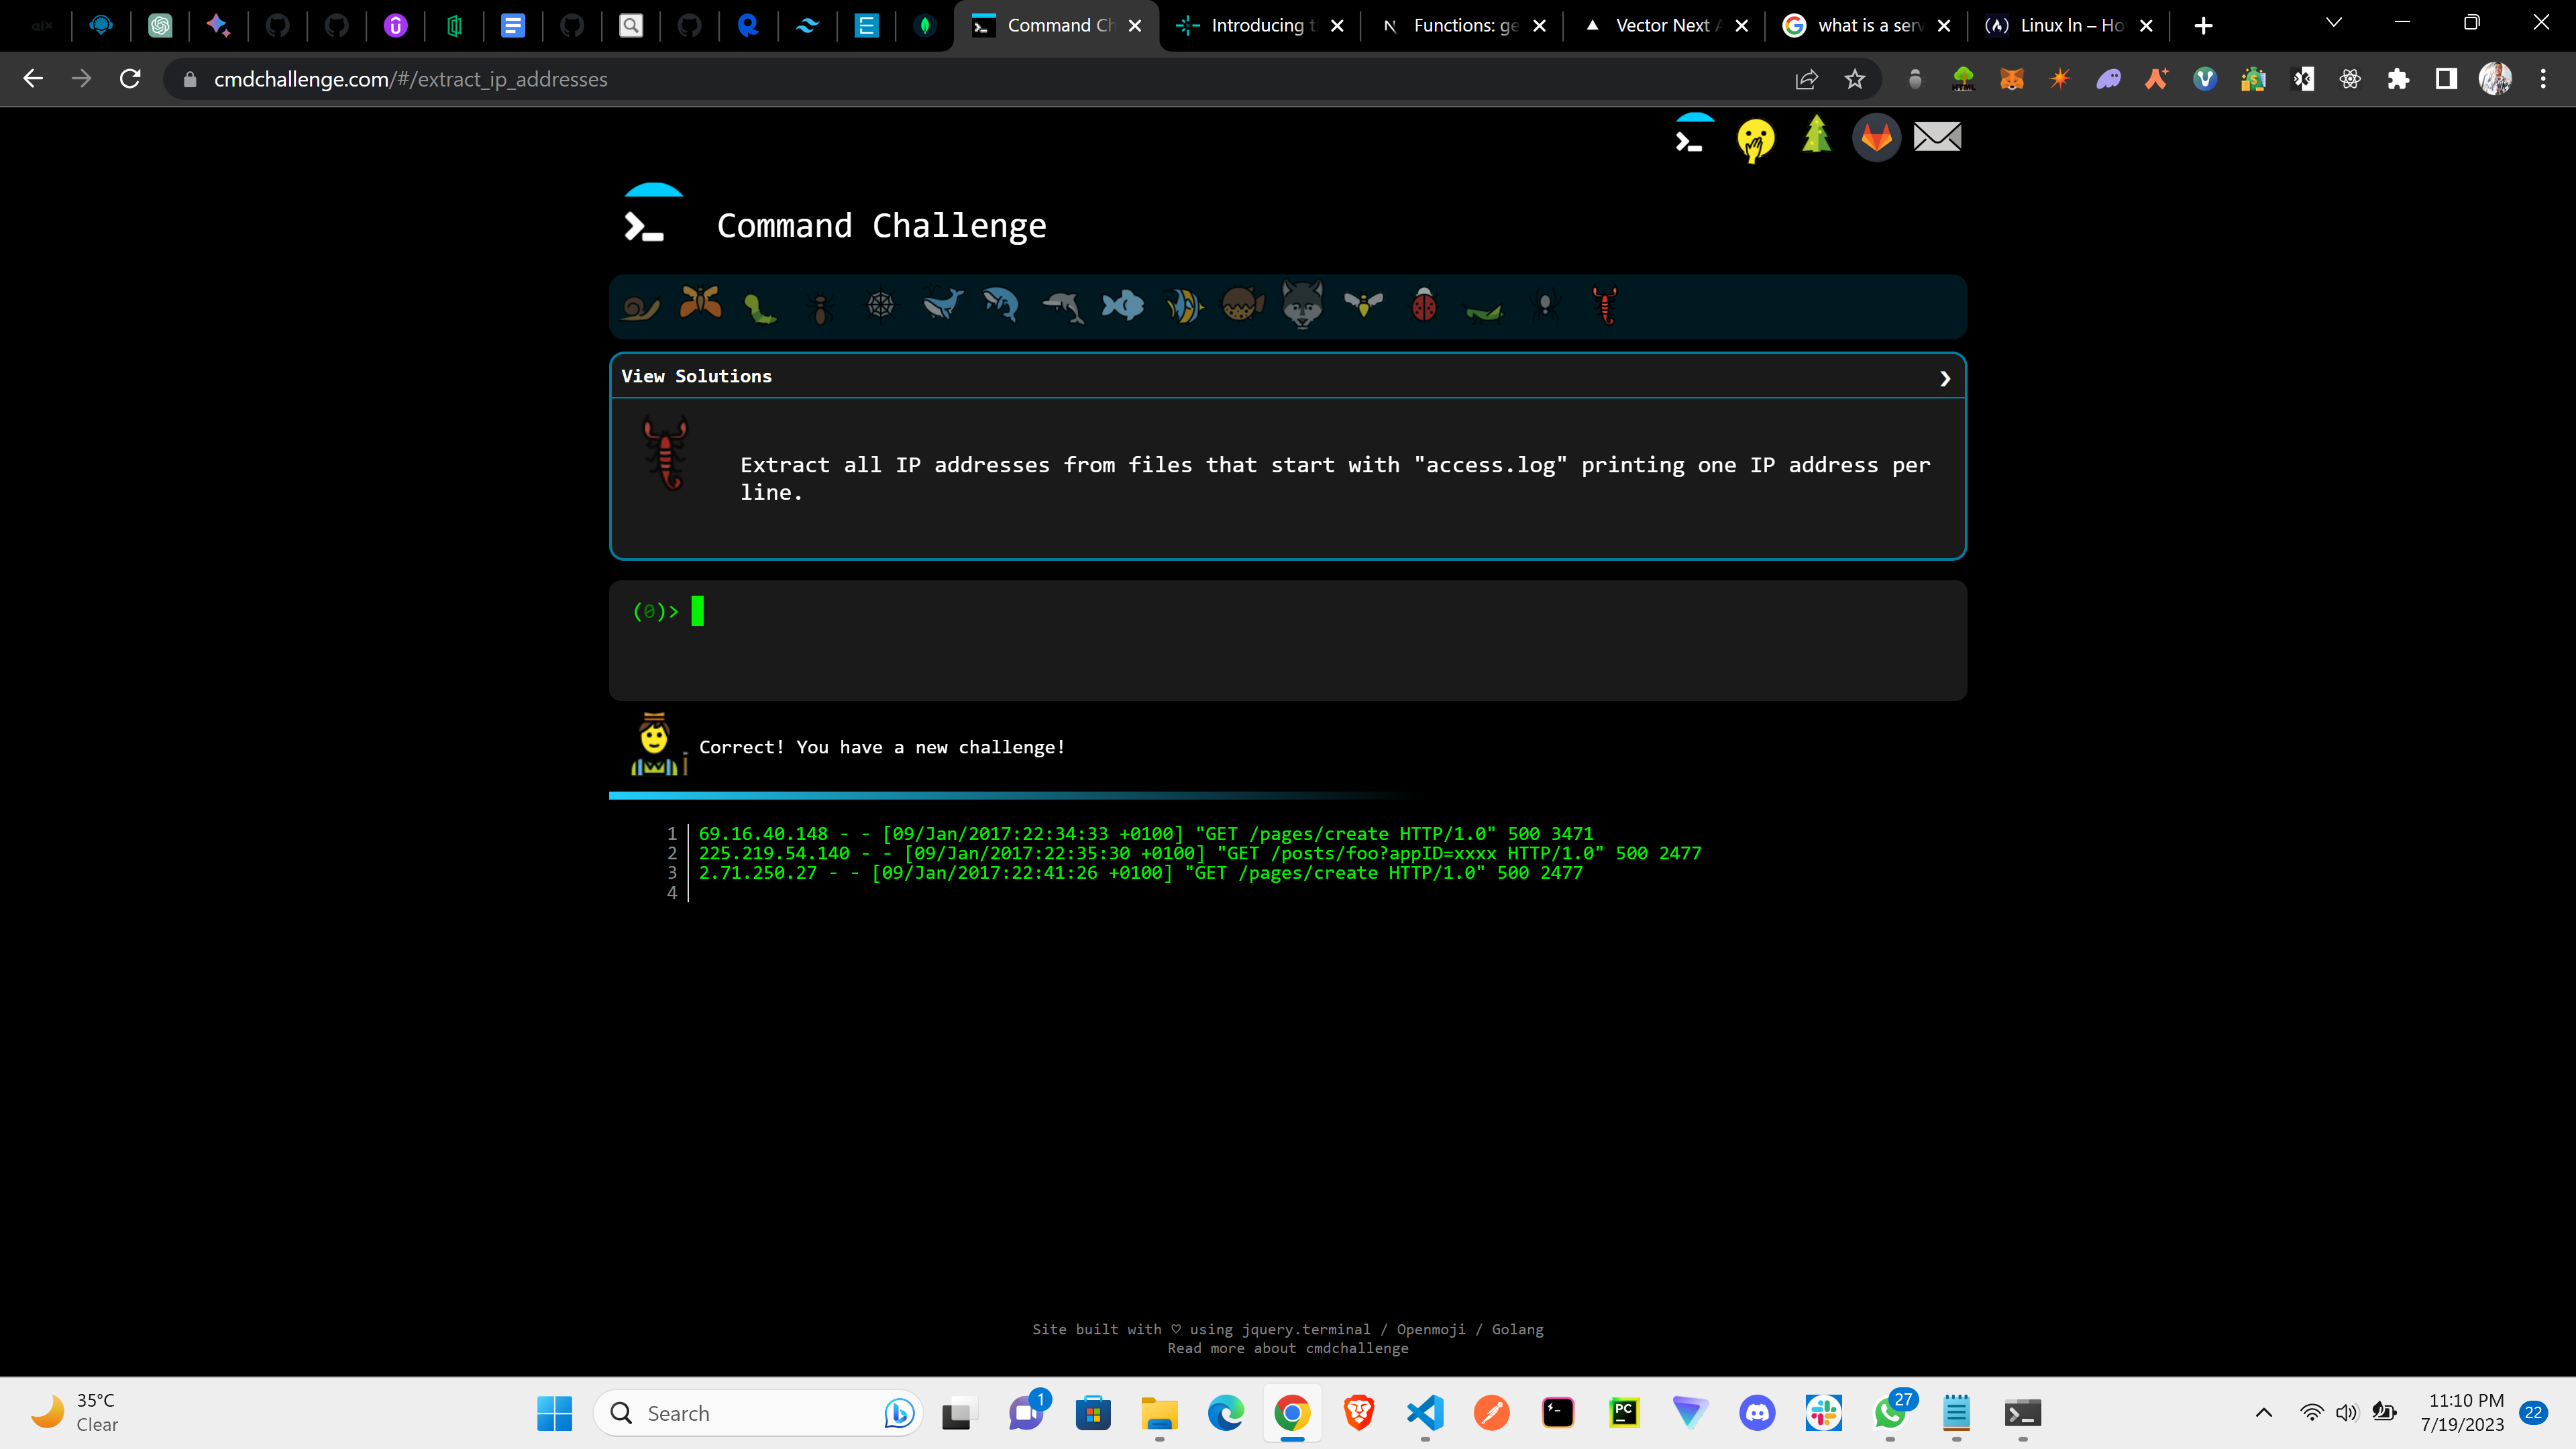 alx
Command Ch
Introducing t
Functions: ge
Vector Next A
what is a serv
Linux In – Ho
cmdchallenge.com/#/extract_ip_addresses
Command Challenge
View Solutions
Extract all IP addresses from files that start with "access.log" printing one IP address per
line.
(0)>
Correct! You have a new challenge!
1 69.16.40.148 - - [09/Jan/2017:22:34:33 +0100] "GET /pages/create HTTP/1.0" 500 3471
2 225.219.54.140 - - [09/Jan/2017:22:35:30 +0100] "GET /posts/foo?appID=xxxx HTTP/1.0" 500 2477
3 2.71.250.27 - - [09/Jan/2017:22:41:26 +0100] "GET /pages/create HTTP/1.0" 500 2477
4
Site built with ♡ using jquery.terminal / Openmoji / Golang
Read more about cmdchallenge
35°C
Clear
Search
1
PC
27
11:10 PM
7/19/2023
22